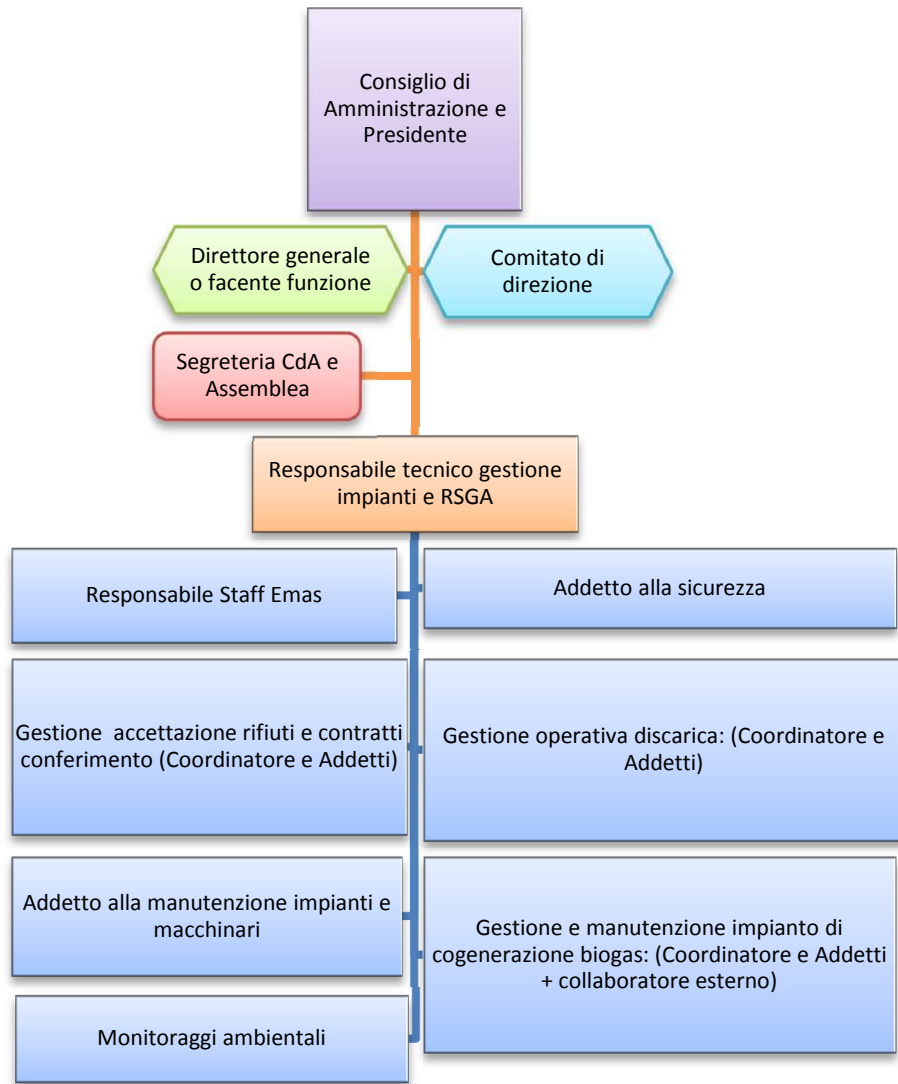 Consiglio di
Amministrazione e
Presidente
Direttore generale
o facente funzione
Comitato di
direzione
Segreteria CdA e
Assemblea
Responsabile tecnico gestione
impianti e RSGA
Responsabile Staff Emas
Addetto alla sicurezza
Gestione accettazione rifiuti e contratti
conferimento (Coordinatore e Addetti)
Gestione operativa discarica: (Coordinatore e
Addetti)
Addetto alla manutenzione impianti e
macchinari
Gestione e manutenzione impianto di
cogenerazione biogas: (Coordinatore e Addetti
+ collaboratore esterno)
Monitoraggi ambientali